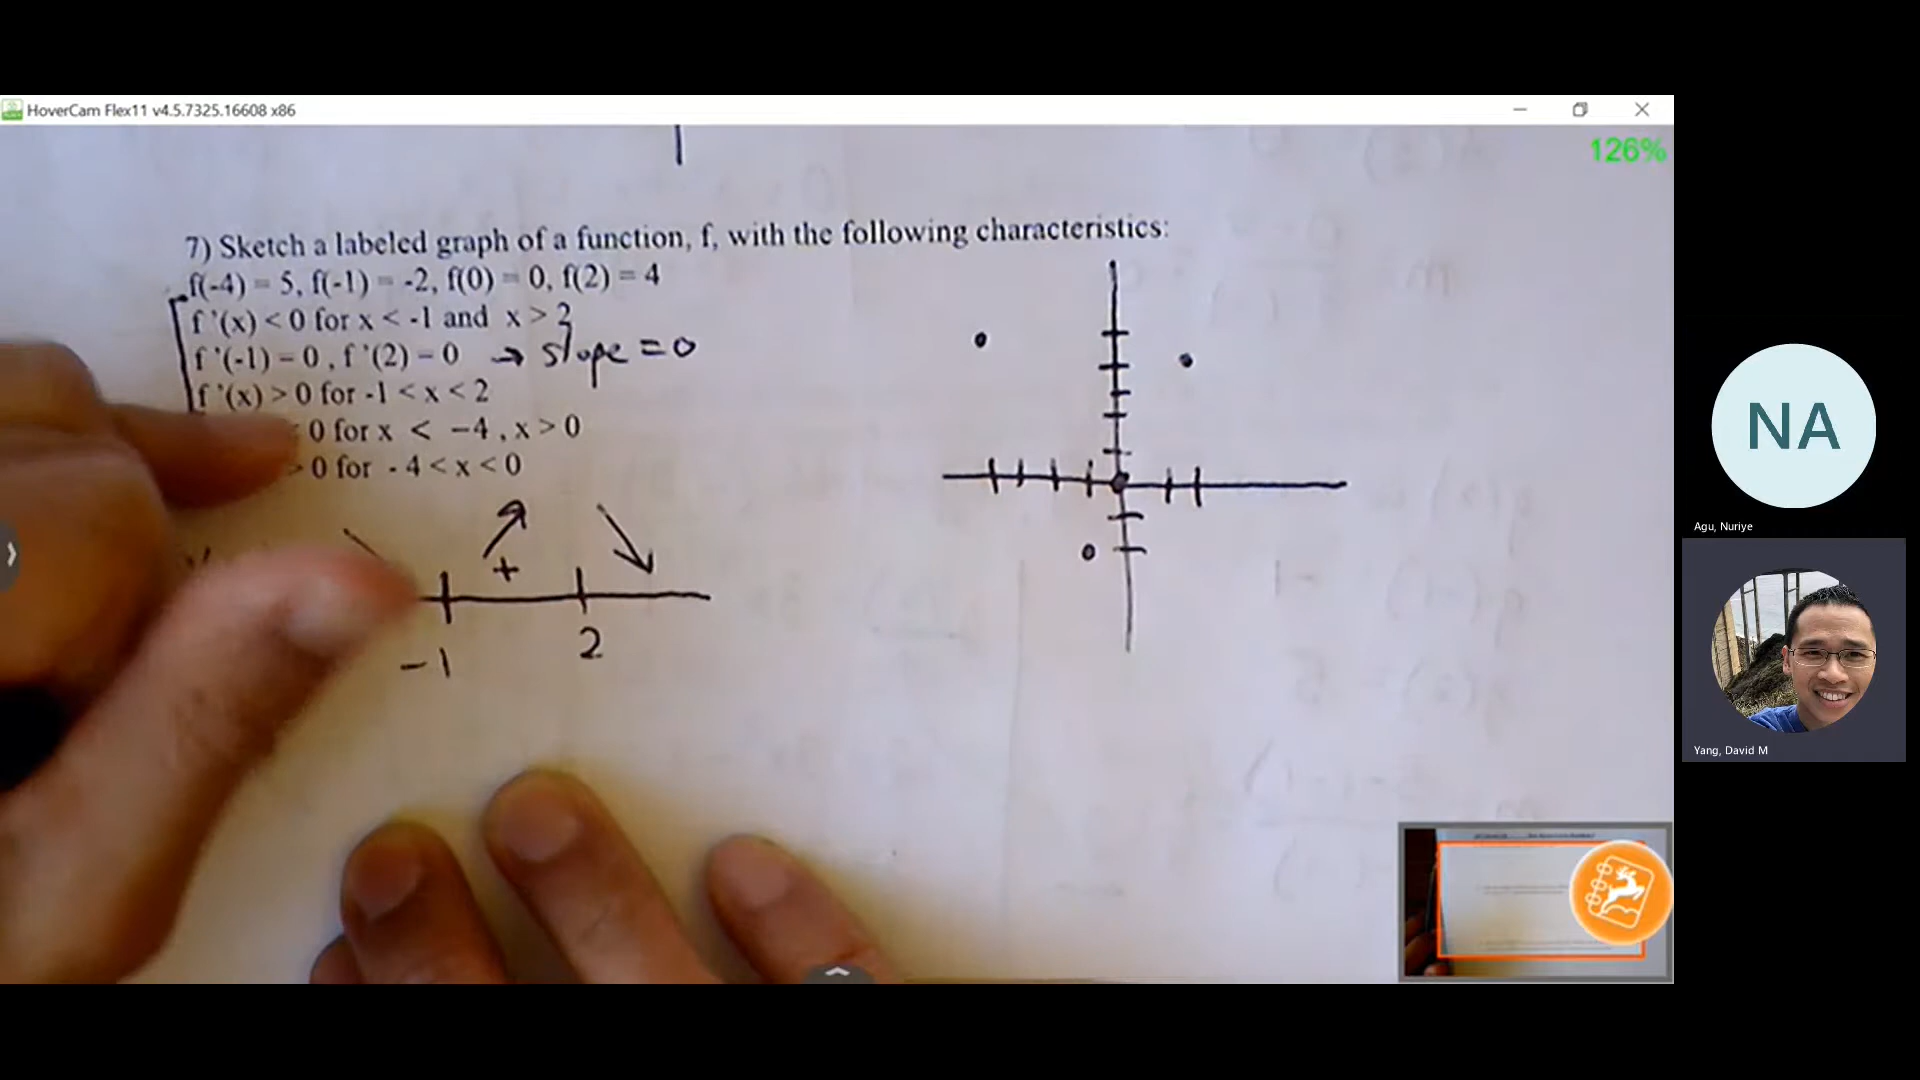 HoverCam Flex11 v4.5.7325.16608 x86
126%
7) Sketch a labeled graph of a function, f, with the following characteristics:
f(-4) = 5, f(-1) = -2, f(0) = 0, f(2) = 4
f '(x) < 0 for x < -1 and x > 2
f '(-1) = 0 , f '(2) = 0 → slope = 0
f '(x) > 0 for -1 < x < 2
< 0 for x < −4 , x > 0
> 0 for - 4 < x < 0
+
-1 2
NA
Agu, Nuriye
Yang, David M